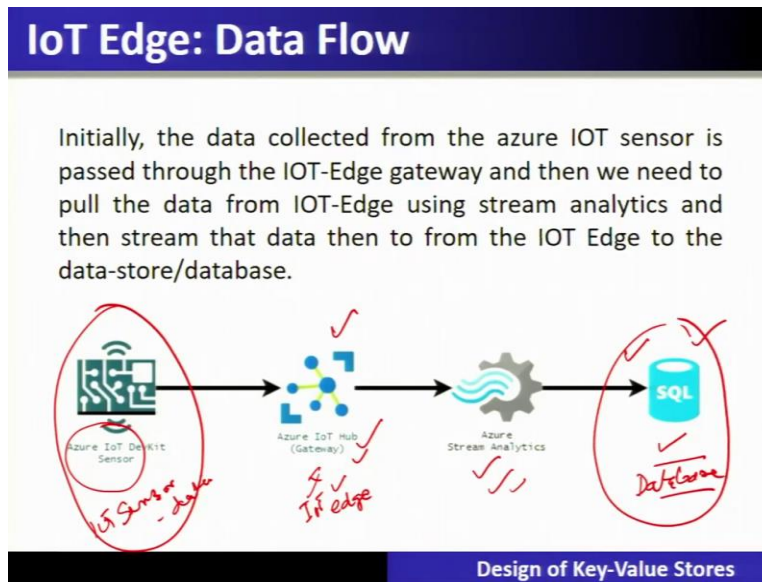 IoT Edge: Data Flow
Initially, the data collected from the azure IOT sensor is
passed through the IOT-Edge gateway and then we need to
pull the data from IOT-Edge using stream analytics and
then stream that data then to from the IOT Edge to the
data-store/database.
SQL
Azure IoT DevKit
Sensor
Azure IoT Hub
(Gateway)
Azure
Stream Analytics
IoT Sensor
- data
IoT edge
Database
Design of Key-Value Stores